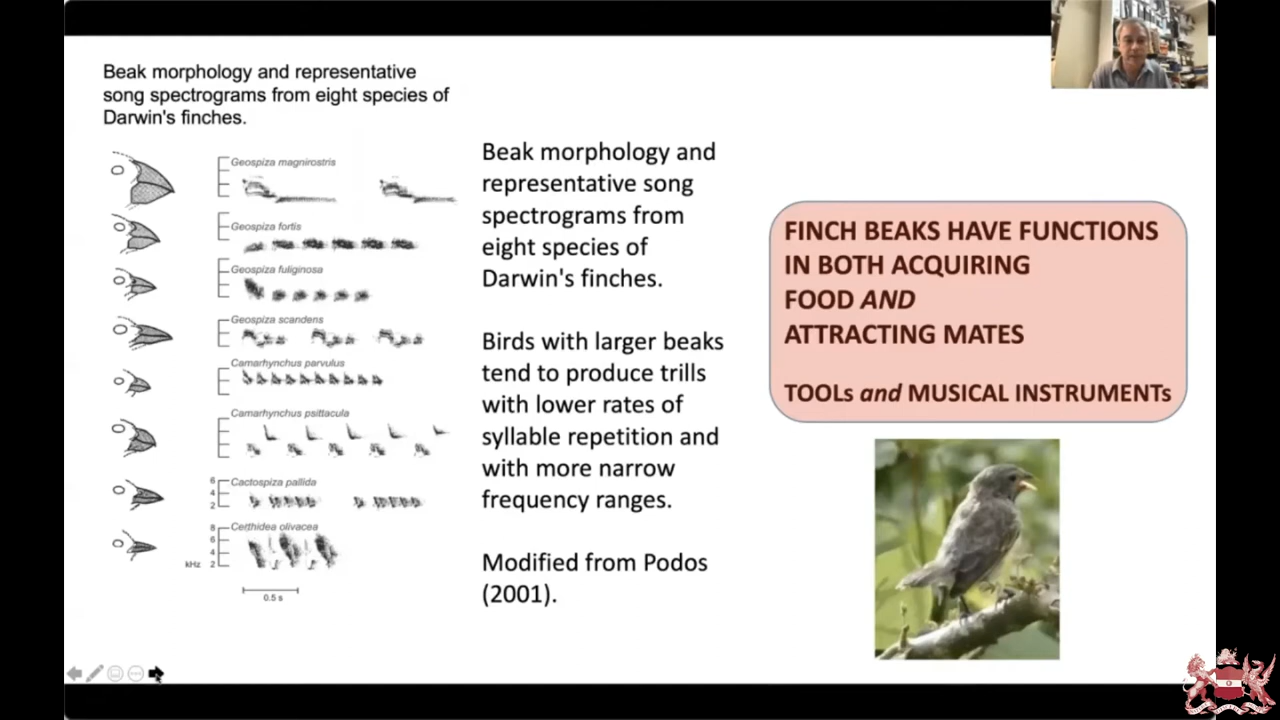 Beak morphology and representative
song spectrograms from eight species of
Darwin's finches.
Geospiza magnirostris
Geospiza fortis
Geospiza fuliginosa
Geospiza scandens
Camarhynchus parvulus
Camarhynchus psittacula
Cactospiza pallida
6
4
2
Certhidea olivacea
8
6
4
kHz 2
0.5 s
Beak morphology and
representative song
spectrograms from
eight species of
Darwin's finches.
Birds with larger beaks
tend to produce trills
with lower rates of
syllable repetition and
with more narrow
frequency ranges.
Modified from Podos
(2001).
FINCH BEAKS HAVE FUNCTIONS
IN BOTH ACQUIRING
FOOD AND
ATTRACTING MATES
TOOLs and MUSICAL INSTRUMENTs